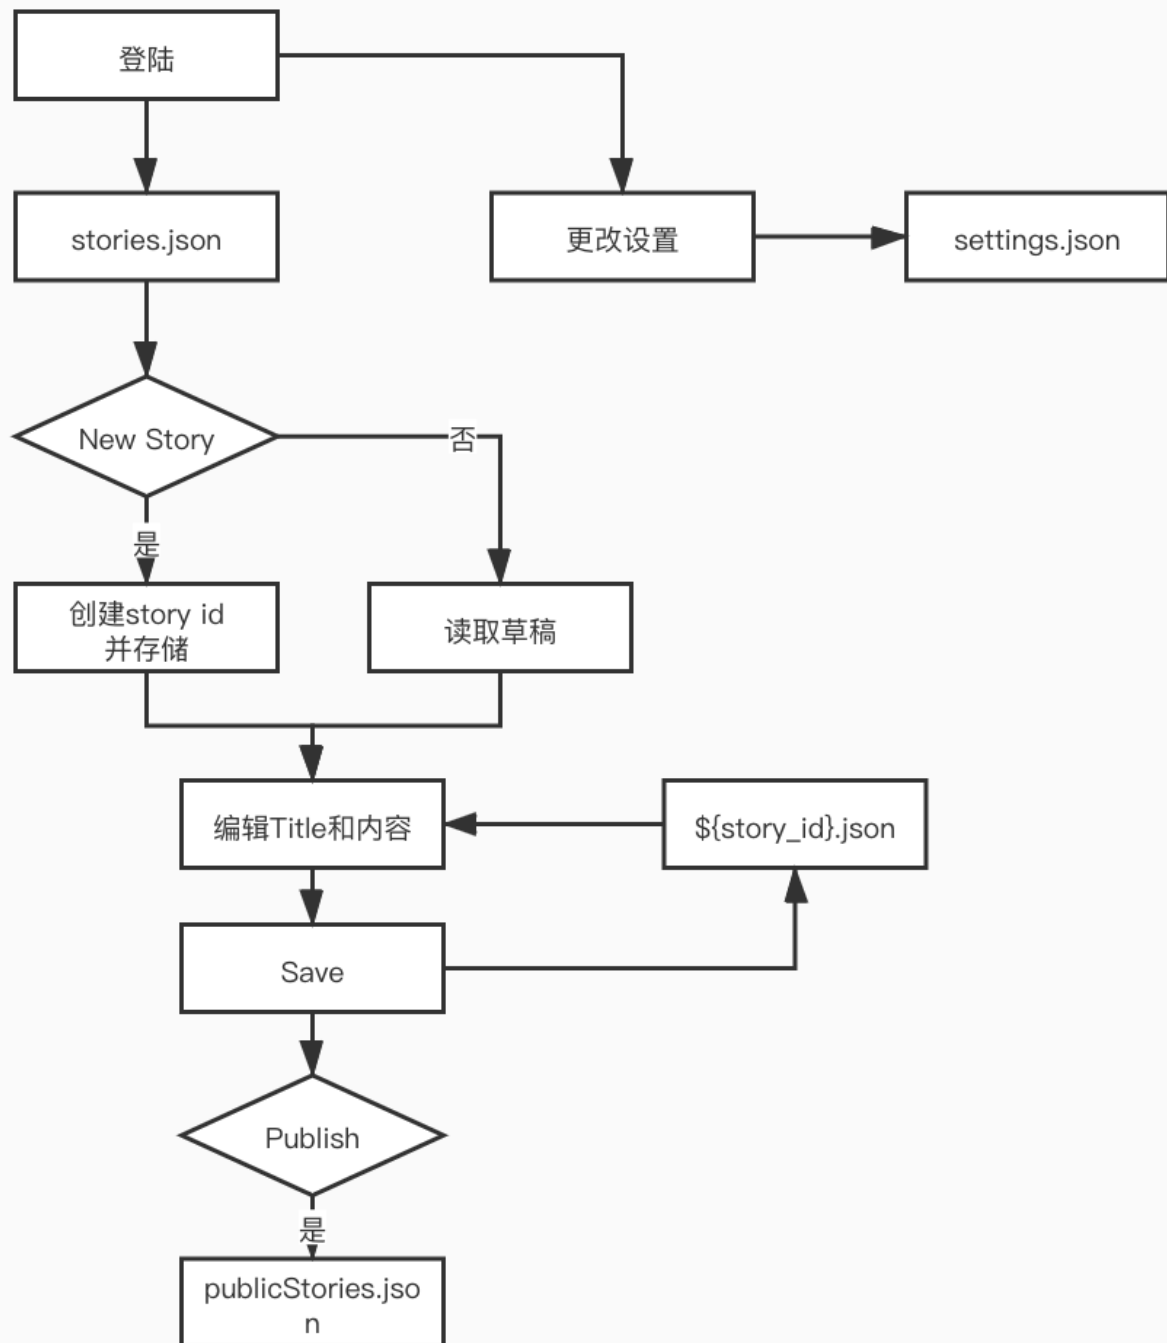 登陆
stories.json
更改设置
settings.json
New Story
否
是
创建story id
并存储
读取草稿
编辑Title和内容
${story_id}.json
Save
Publish
是
publicStories.jso
n